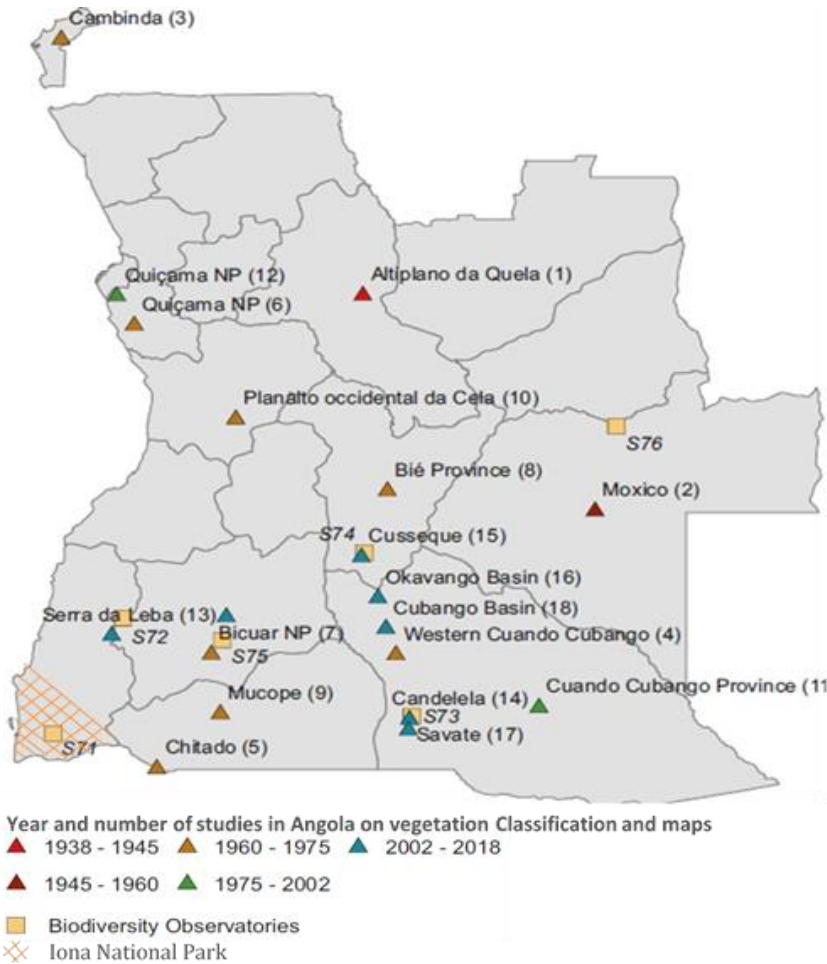 Cambinda (3)
Quiçama NP (12)
Altiplano da Quela (1)
Quiçama NP (6)
Planalto occidental da Cela (10)
S76
Bié Province (8)
Moxico (2)
S74
Cusseque (15)
Okavango Basin (16)
Cubango Basin (18)
Serra da Leba (13)
S72
Bicuar NP (7)
Western Cuando Cubango (4)
S75
Cuando Cubango Province (11
Mucope (9)
Candelela (14)
S73
Savate (17)
S71
Chitado (5)
Year and number of studies in Angola on vegetation Classification and maps
1938 - 1945 1960 - 1975 2002 - 2018
1945 - 1960 1975 - 2002
Biodiversity Observatories
Iona National Park